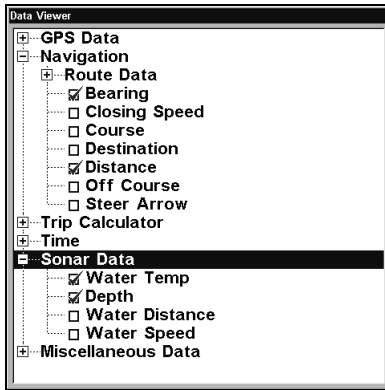 Data Viewer
GPS Data
Navigation
Route Data
Bearing
Closing Speed
Course
Destination
Distance
Off Course
Steer Arrow
Trip Calculator
Time
Sonar Data
Water Temp
Depth
Water Distance
Water Speed
Miscellaneous Data